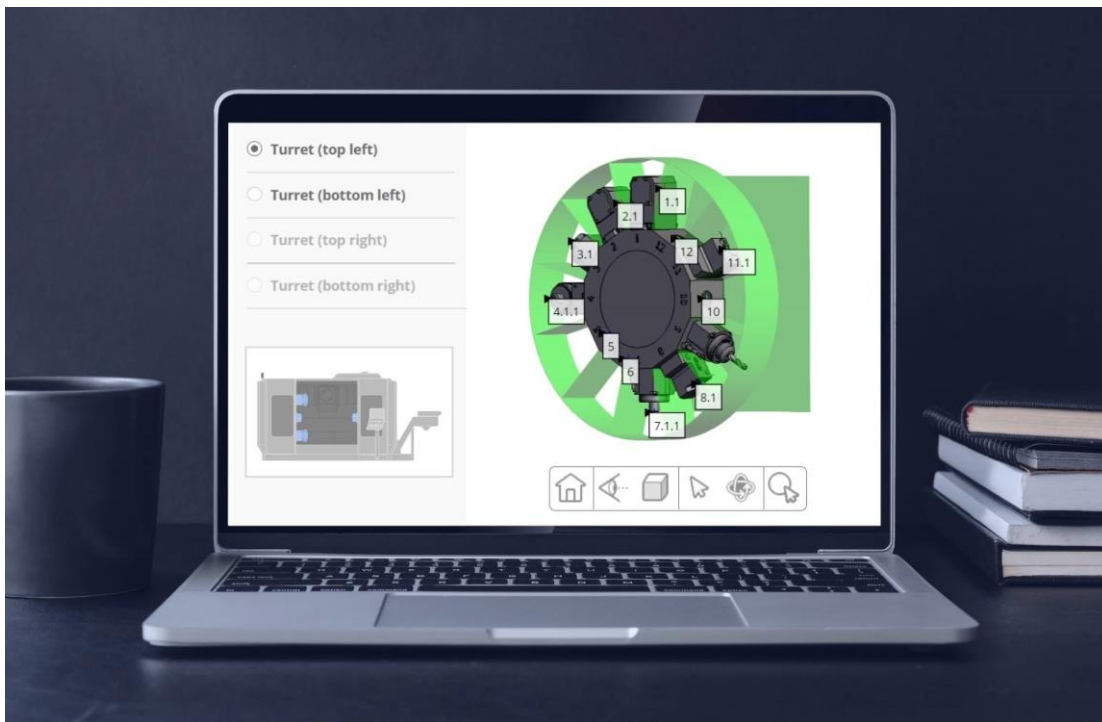 Turret (top left)
Turret (bottom left)
Turret (top right)
Turret (bottom right)
1.1
2.1
12
3.1
11.1
4.1.1
10
5
6
8.1
7.1.1